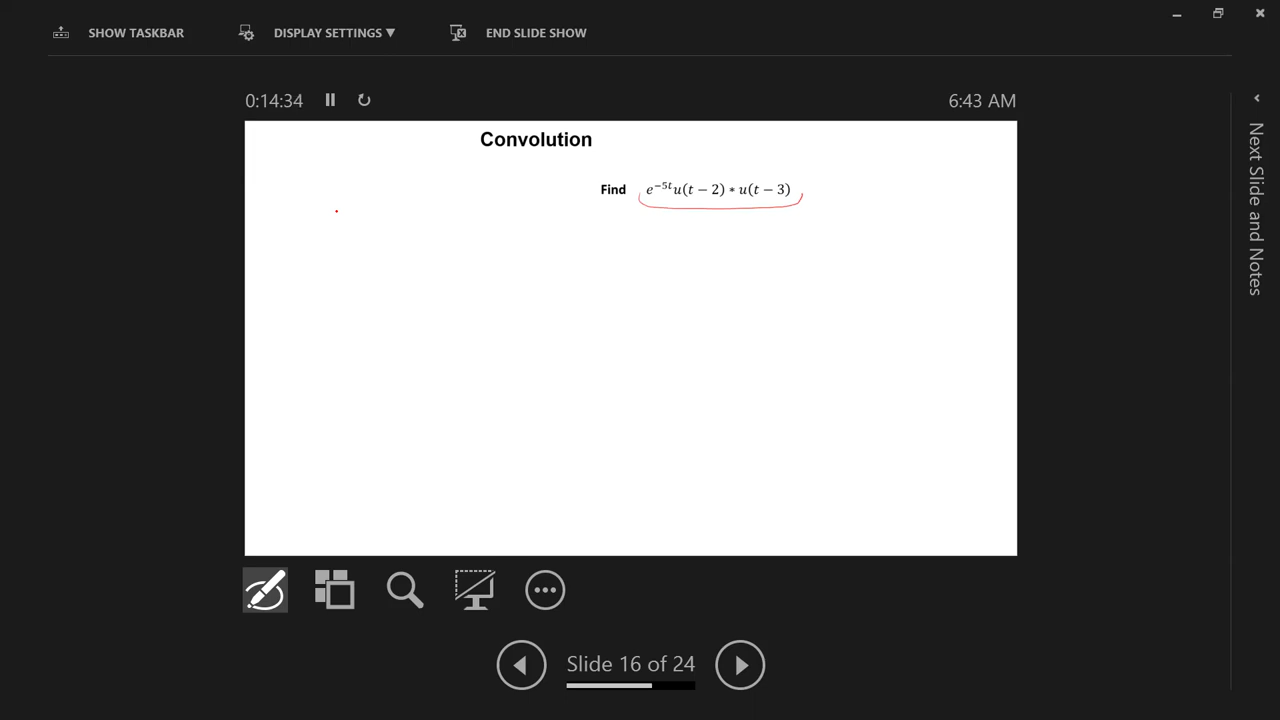 SHOW TASKBAR DISPLAY SETTINGS ▼ END SLIDE SHOW
0:14:34 6:43 AM
Convolution
Find e^{-5t}u(t − 2) ∗ u(t − 3)
Slide 16 of 24
Next Slide and Notes